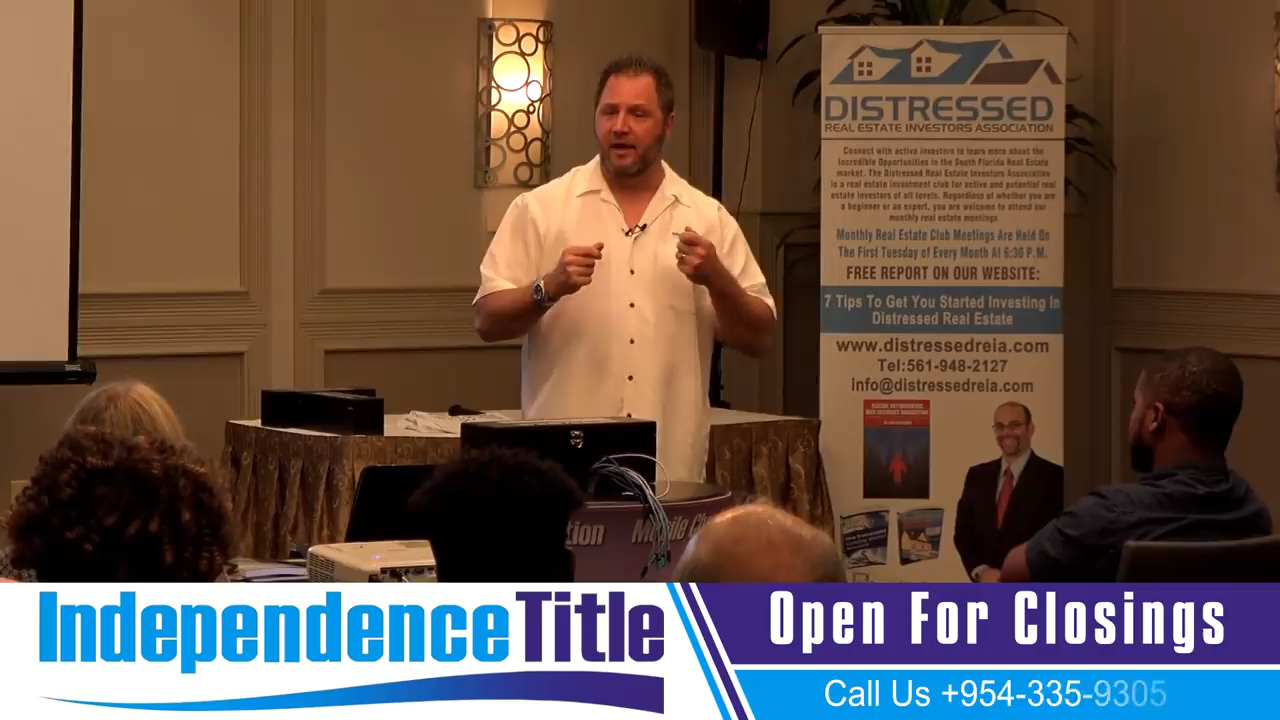 DISTRESSED
REAL ESTATE INVESTORS ASSOCIATION
Connect with active investors to learn more about the
Incredible Opportunities in the South Florida Real Estate
market. The Distressed Real Estate Investors Association
is a real estate investment club for active and potential real
estate investors of all levels. Regardless of whether you are
a beginner or an expert, you are welcome to attend our
monthly real estate meetings
Monthly Real Estate Club Meetings Are Held On
The First Tuesday of Every Month At 6:30 P.M.
FREE REPORT ON OUR WEBSITE:
7 Tips To Get You Started Investing In
Distressed Real Estate
www.distressedreia.com
Tel:561-948-2127
info@distressedreia.com
tion
IndependenceTitle
Open For Closings
Call Us +954-335-9305